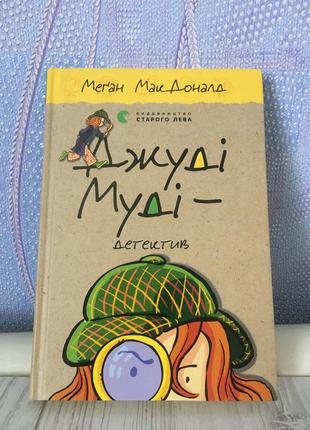 Меґан МакДоналд
ВИДАВНИЦТВО
СТАРОГО ЛЕВА
Джуді
Муді –
детектив